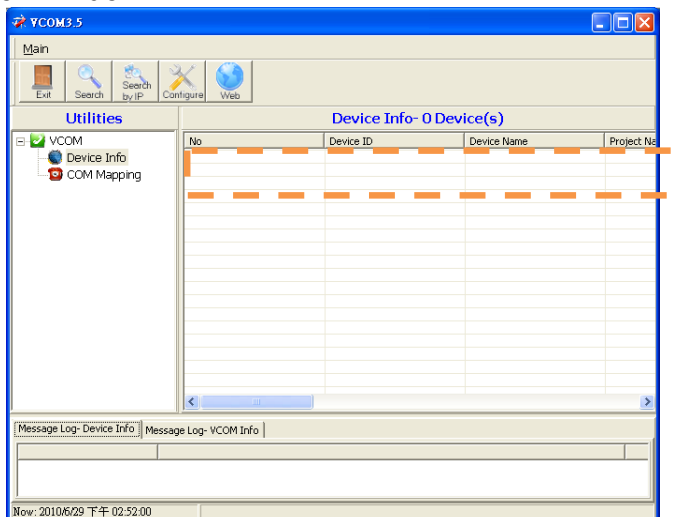 VCOM3.5
Main
Exit Search Search by IP Configure Web
Utilities Device Info- 0 Device(s)
VCOM No Device ID Device Name Project Na
Device Info
COM Mapping
Message Log- Device Info Message Log- VCOM Info
Now: 2010/6/29 下午 02:52:00